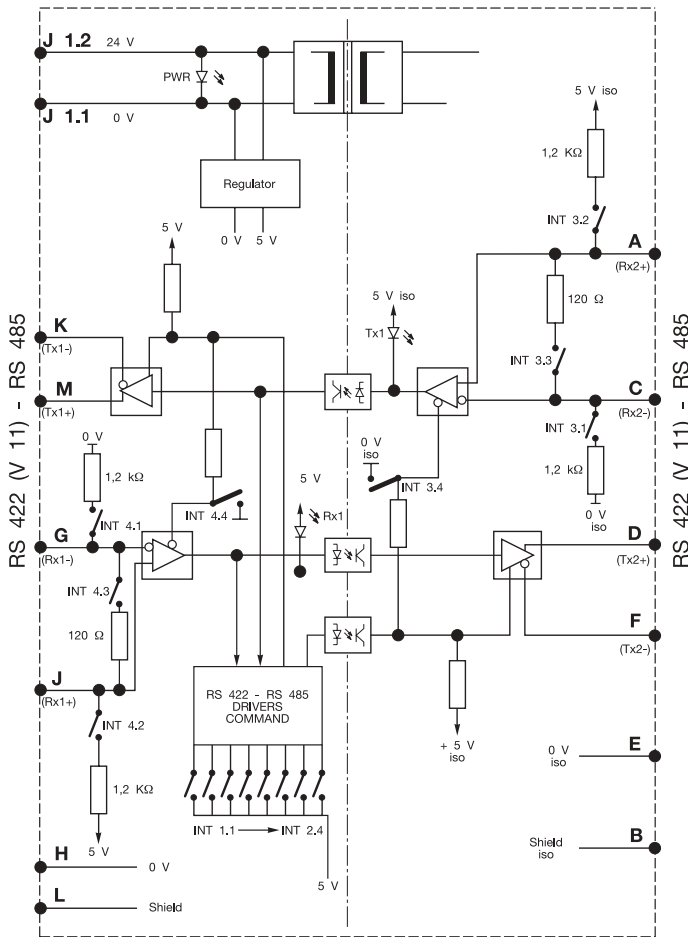 J 1.2 24 V
PWR
J 1.1 0 V
5 V iso
1,2 KΩ
Regulator
INT 3.2
0 V 5 V
5 V
A
(Rx2+)
5 V iso
120 Ω
K
Tx1
(Tx1-)
INT 3.3
M
C
(Tx1+)
(Rx2-)
0 V
0 V
iso
INT 3.1
1,2 kΩ
5 V
INT 3.4
1,2 kΩ
0 V
iso
INT 4.1
INT 4.4
Rx1
G
D
(Rx1-)
(Tx2+)
INT 4.3
120 Ω
F
J
(Tx2-)
(Rx1+)
RS 422 - RS 485
DRIVERS
COMMAND
INT 4.2
+ 5 V
iso
0 V
iso
E
1,2 KΩ
INT 1.1 INT 2.4
5 V
Shield
iso
B
H 0 V
5 V
L Shield
RS 422 (V 11) - RS 485
RS 422 (V 11) - RS 485